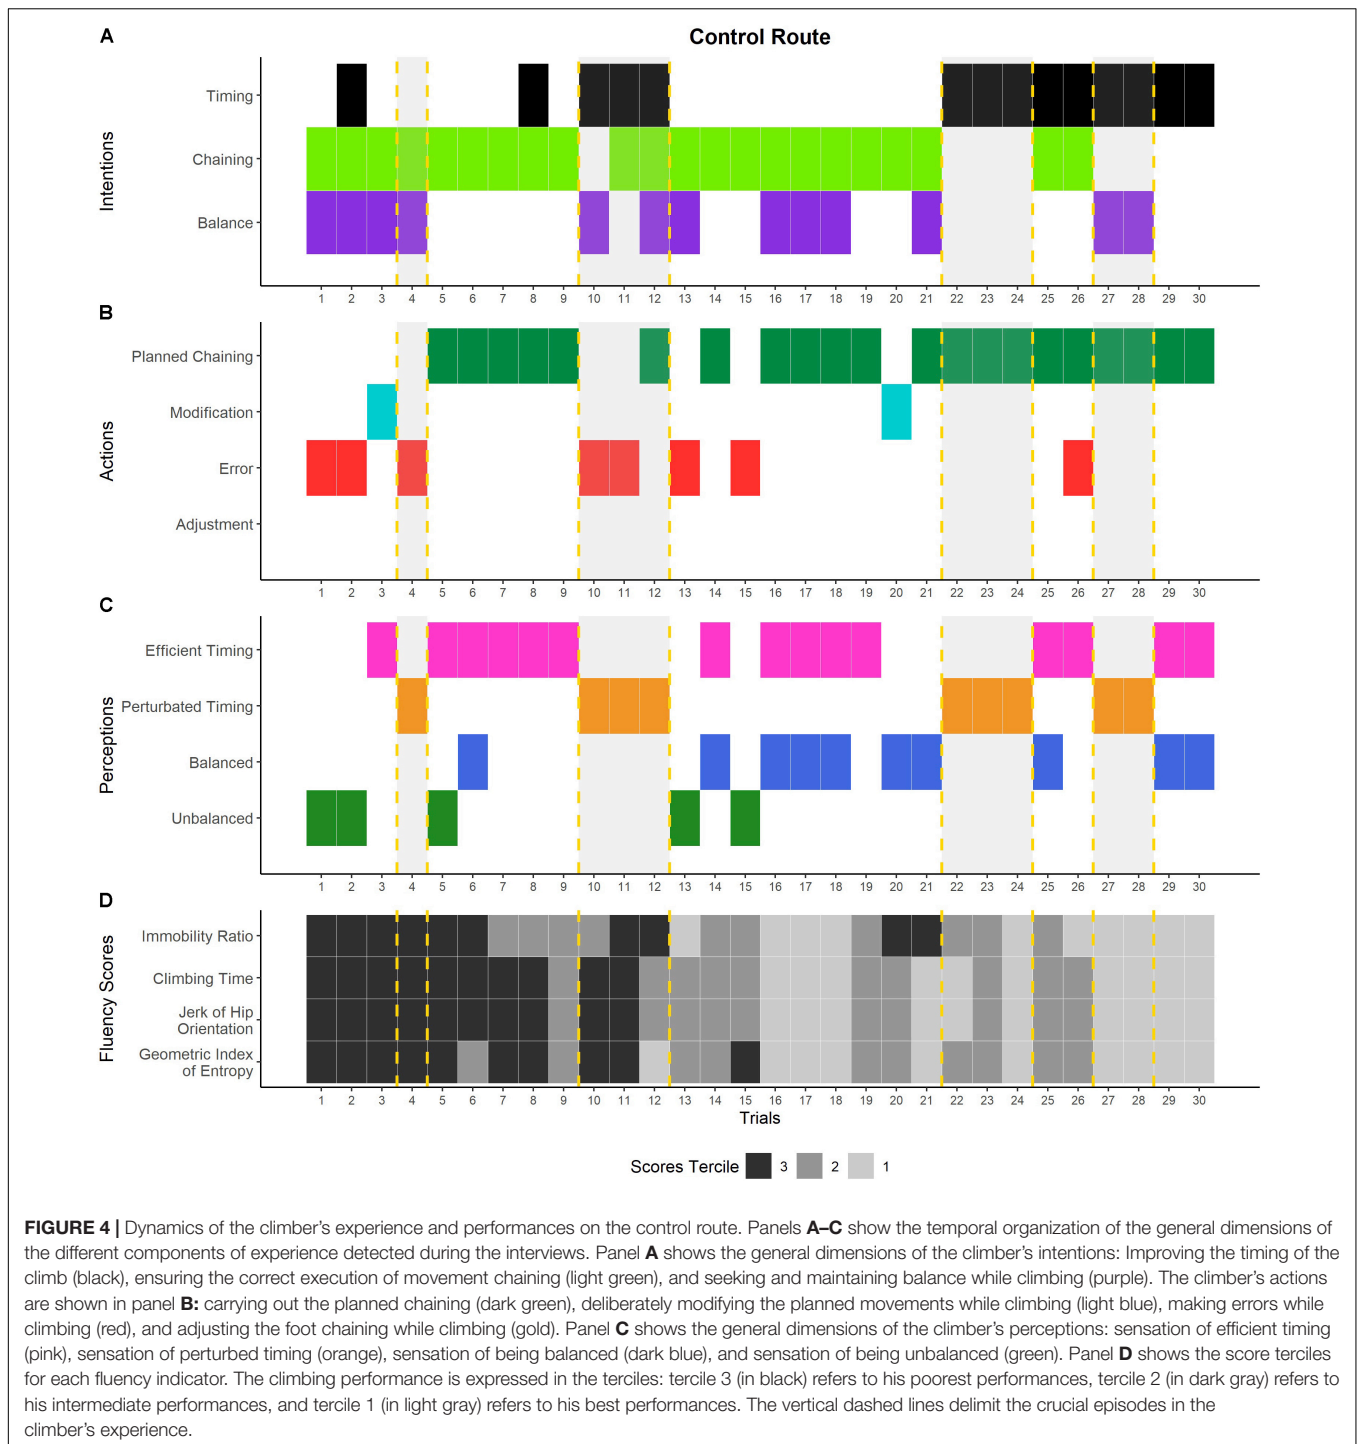 A
Control Route
Intentions
Timing
Chaining
Balance
1 2 3 4 5 6 7 8 9 10 11 12 13 14 15 16 17 18 19 20 21 22 23 24 25 26 27 28 29 30
B
Actions
Planned Chaining
Modification
Error
Adjustment
1 2 3 4 5 6 7 8 9 10 11 12 13 14 15 16 17 18 19 20 21 22 23 24 25 26 27 28 29 30
C
Perceptions
Efficient Timing
Perturbated Timing
Balanced
Unbalanced
1 2 3 4 5 6 7 8 9 10 11 12 13 14 15 16 17 18 19 20 21 22 23 24 25 26 27 28 29 30
D
Fluency Scores
Immobility Ratio
Climbing Time
Jerk of Hip
Orientation
Geometric Index
of Entropy
1 2 3 4 5 6 7 8 9 10 11 12 13 14 15 16 17 18 19 20 21 22 23 24 25 26 27 28 29 30
Trials
Scores Tercile 3 2 1
FIGURE 4 | Dynamics of the climber's experience and performances on the control route. Panels A–C show the temporal organization of the general dimensions of
the different components of experience detected during the interviews. Panel A shows the general dimensions of the climber's intentions: Improving the timing of the
climb (black), ensuring the correct execution of movement chaining (light green), and seeking and maintaining balance while climbing (purple). The climber's actions
are shown in panel B: carrying out the planned chaining (dark green), deliberately modifying the planned movements while climbing (light blue), making errors while
climbing (red), and adjusting the foot chaining while climbing (gold). Panel C shows the general dimensions of the climber's perceptions: sensation of efficient timing
(pink), sensation of perturbed timing (orange), sensation of being balanced (dark blue), and sensation of being unbalanced (green). Panel D shows the score terciles
for each fluency indicator. The climbing performance is expressed in the terciles: tercile 3 (in black) refers to his poorest performances, tercile 2 (in dark gray) refers to
his intermediate performances, and tercile 1 (in light gray) refers to his best performances. The vertical dashed lines delimit the crucial episodes in the
climber's experience.